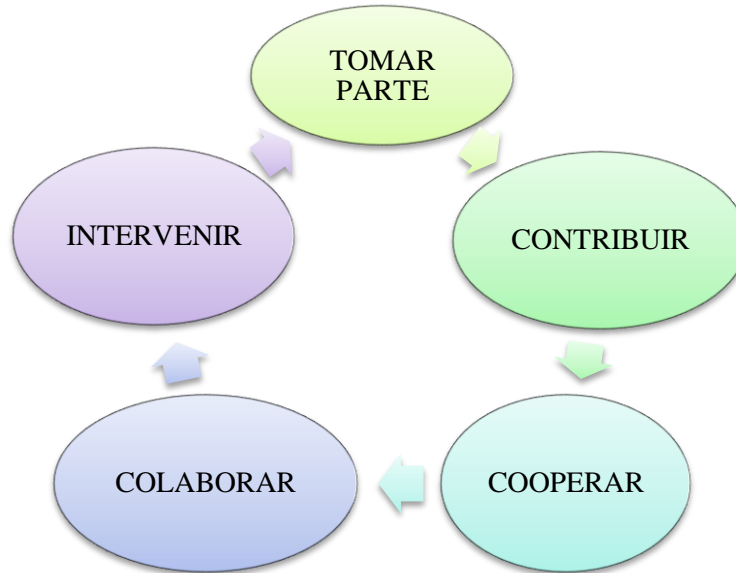 TOMAR
PARTE
CONTRIBUIR
COOPERAR
COLABORAR
INTERVENIR